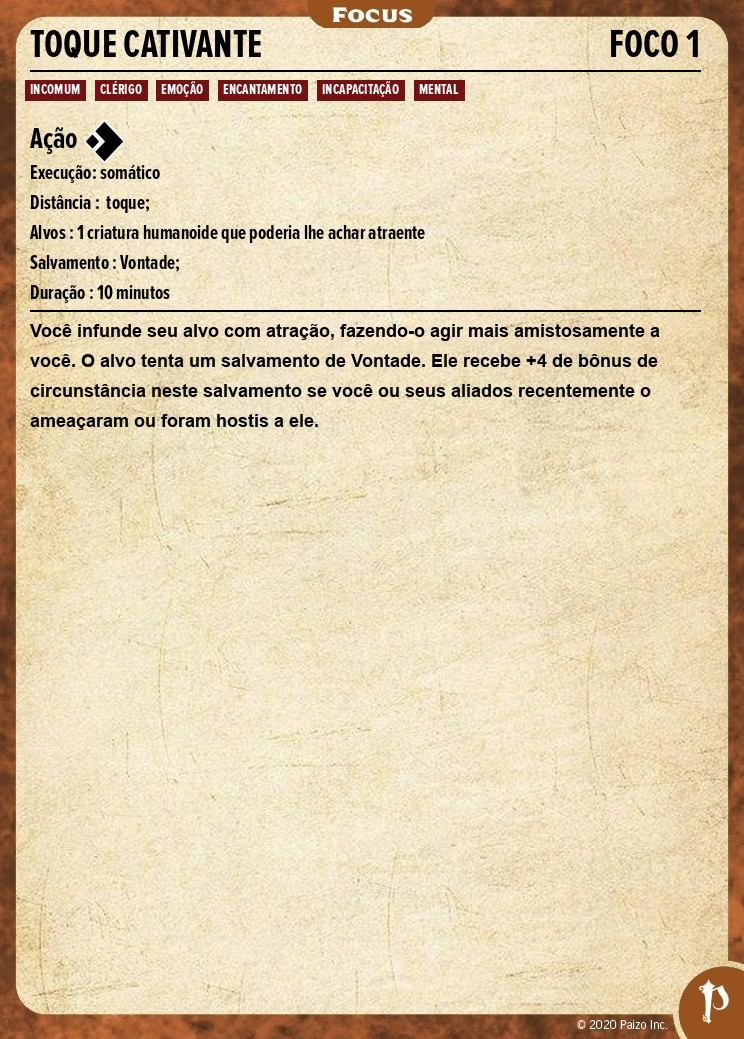 Focus
TOQUE CATIVANTE FOCO 1
INCOMUM CLÉRIGO EMOÇÃO ENCANTAMENTO INCAPACITAÇÃO MENTAL
Ação
Execução: somático
Distância : toque;
Alvos : 1 criatura humanoide que poderia lhe achar atraente
Salvamento : Vontade;
Duração : 10 minutos
Você infunde seu alvo com atração, fazendo-o agir mais amistosamente a
você. O alvo tenta um salvamento de Vontade. Ele recebe +4 de bônus de
circunstância neste salvamento se você ou seus aliados recentemente o
ameaçaram ou foram hostis a ele.
© 2020 Paizo Inc.
P